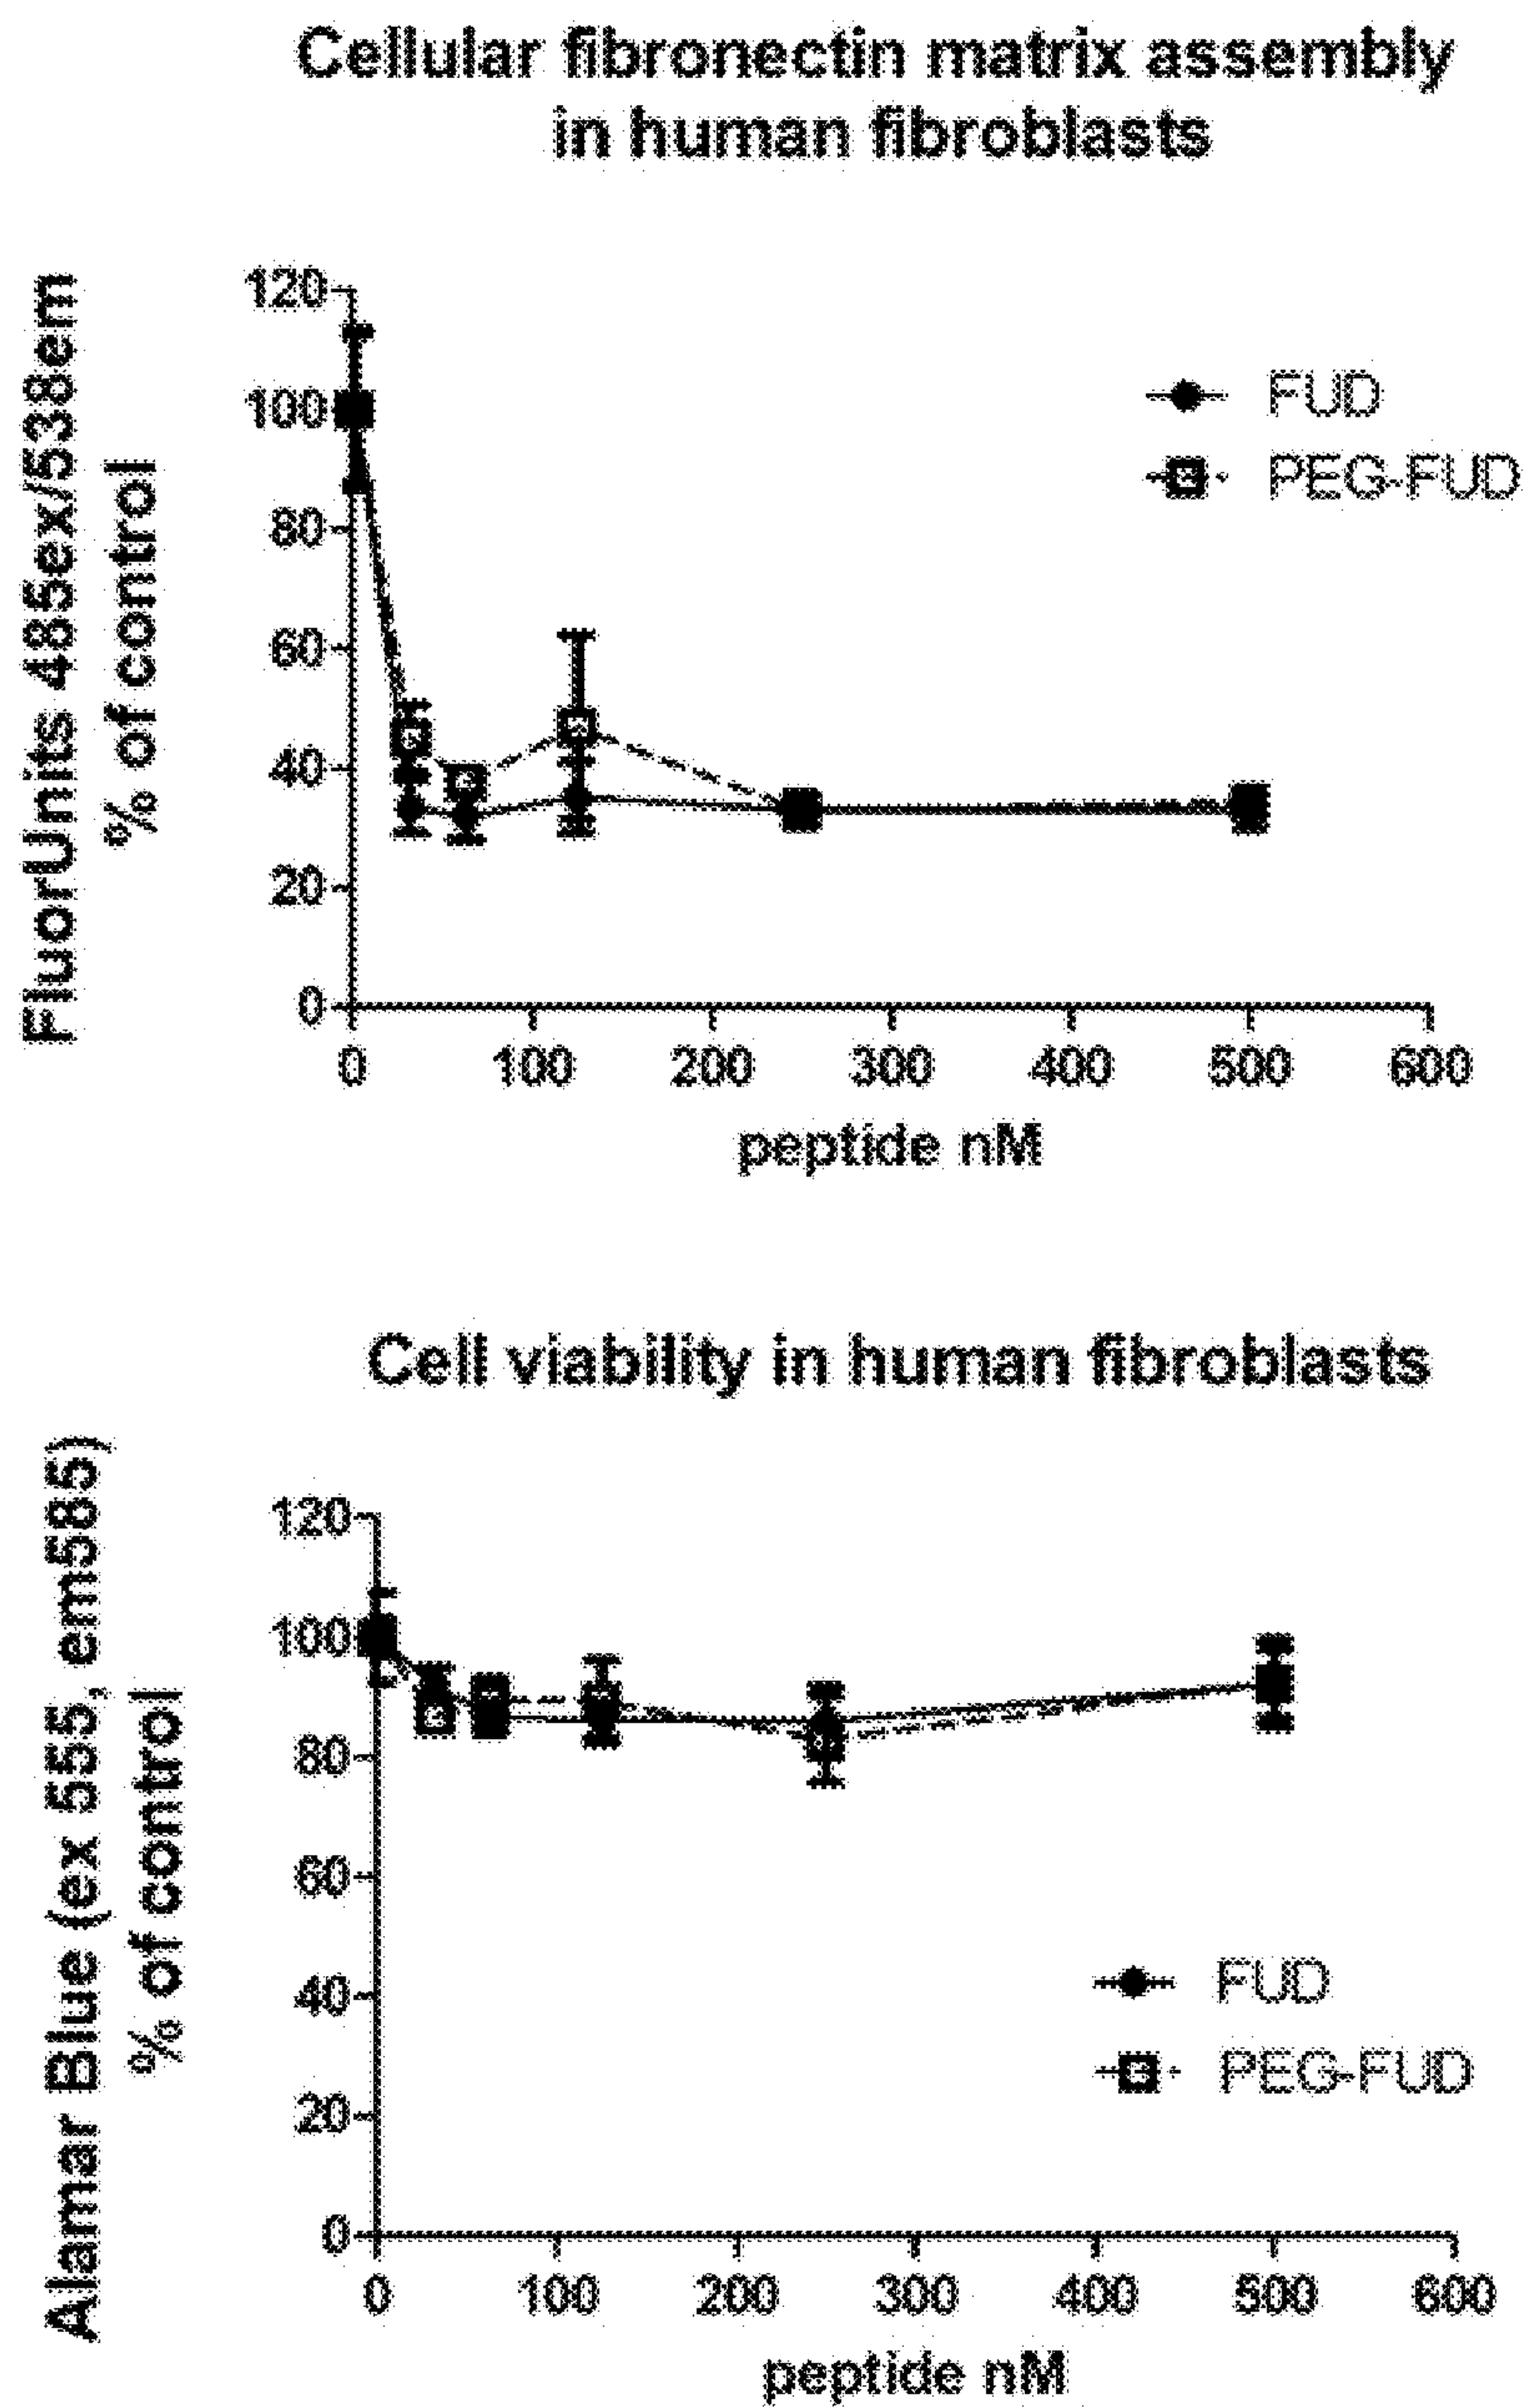 Cellular fibronectin matrix assembly
in human fibroblasts
FluorUnits 485ex/538em
% of control
120
100
80
60
40
20
0
0 100 200 300 400 500 600
peptide nM
FUD
PEG-FUD
Cell viability in human fibroblasts
Alamar Blue (ex 555, em585)
% of control
120
100
80
60
40
20
0
0 100 200 300 400 500 600
peptide nM
FUD
PEG-FUD